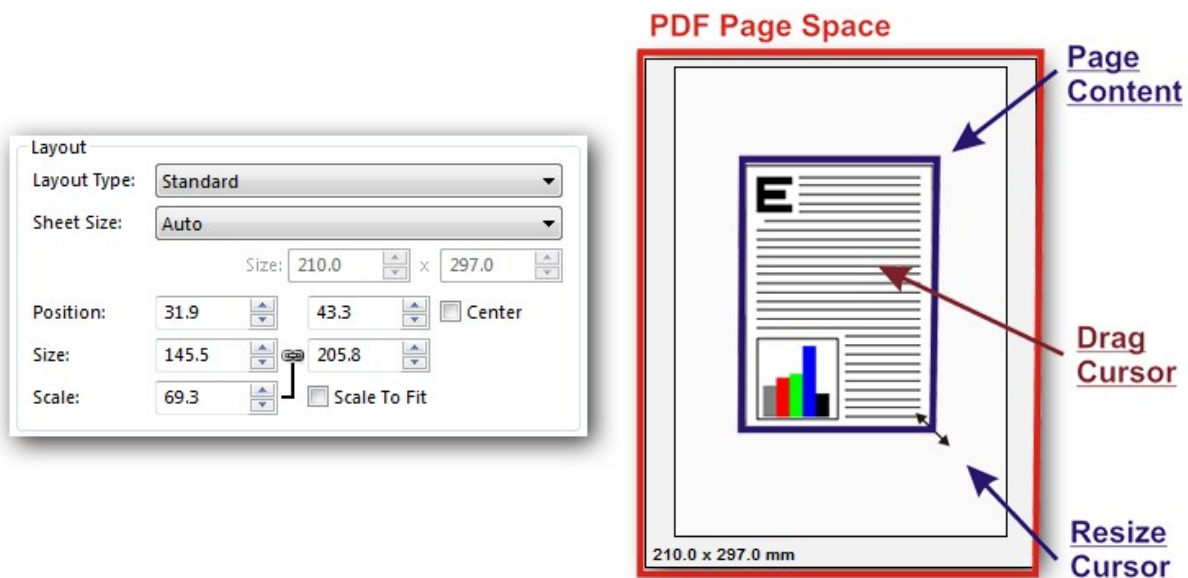 Layout
Layout Type: Standard
Sheet Size: Auto
Size: 210.0 x 297.0
Position: 31.9 43.3 Center
Size: 145.5 205.8
Scale: 69.3 Scale To Fit
PDF Page Space
Page
Content
E
Drag
Cursor
Resize
Cursor
210.0 x 297.0 mm